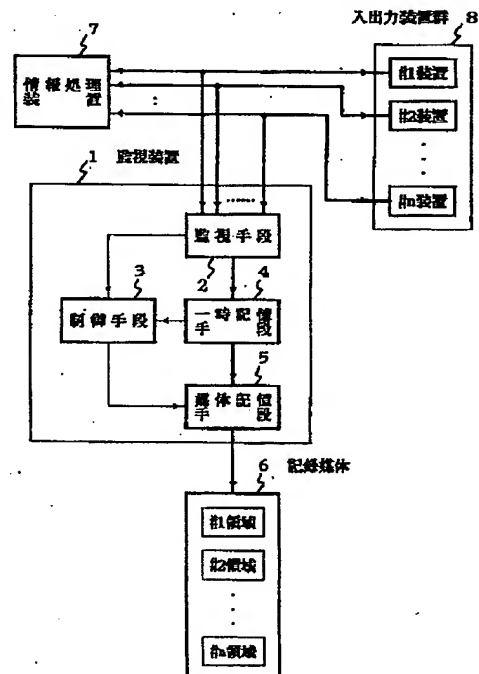 入出力装置群 8
7
情報処理
装置
#1装置
#2装置
#n装置
1 監視装置
監視手段
2
3
4
制御手段
一時記憶
手段
5
媒体記憶
手段
6 記録媒体
#1領域
#2領域
#n領域